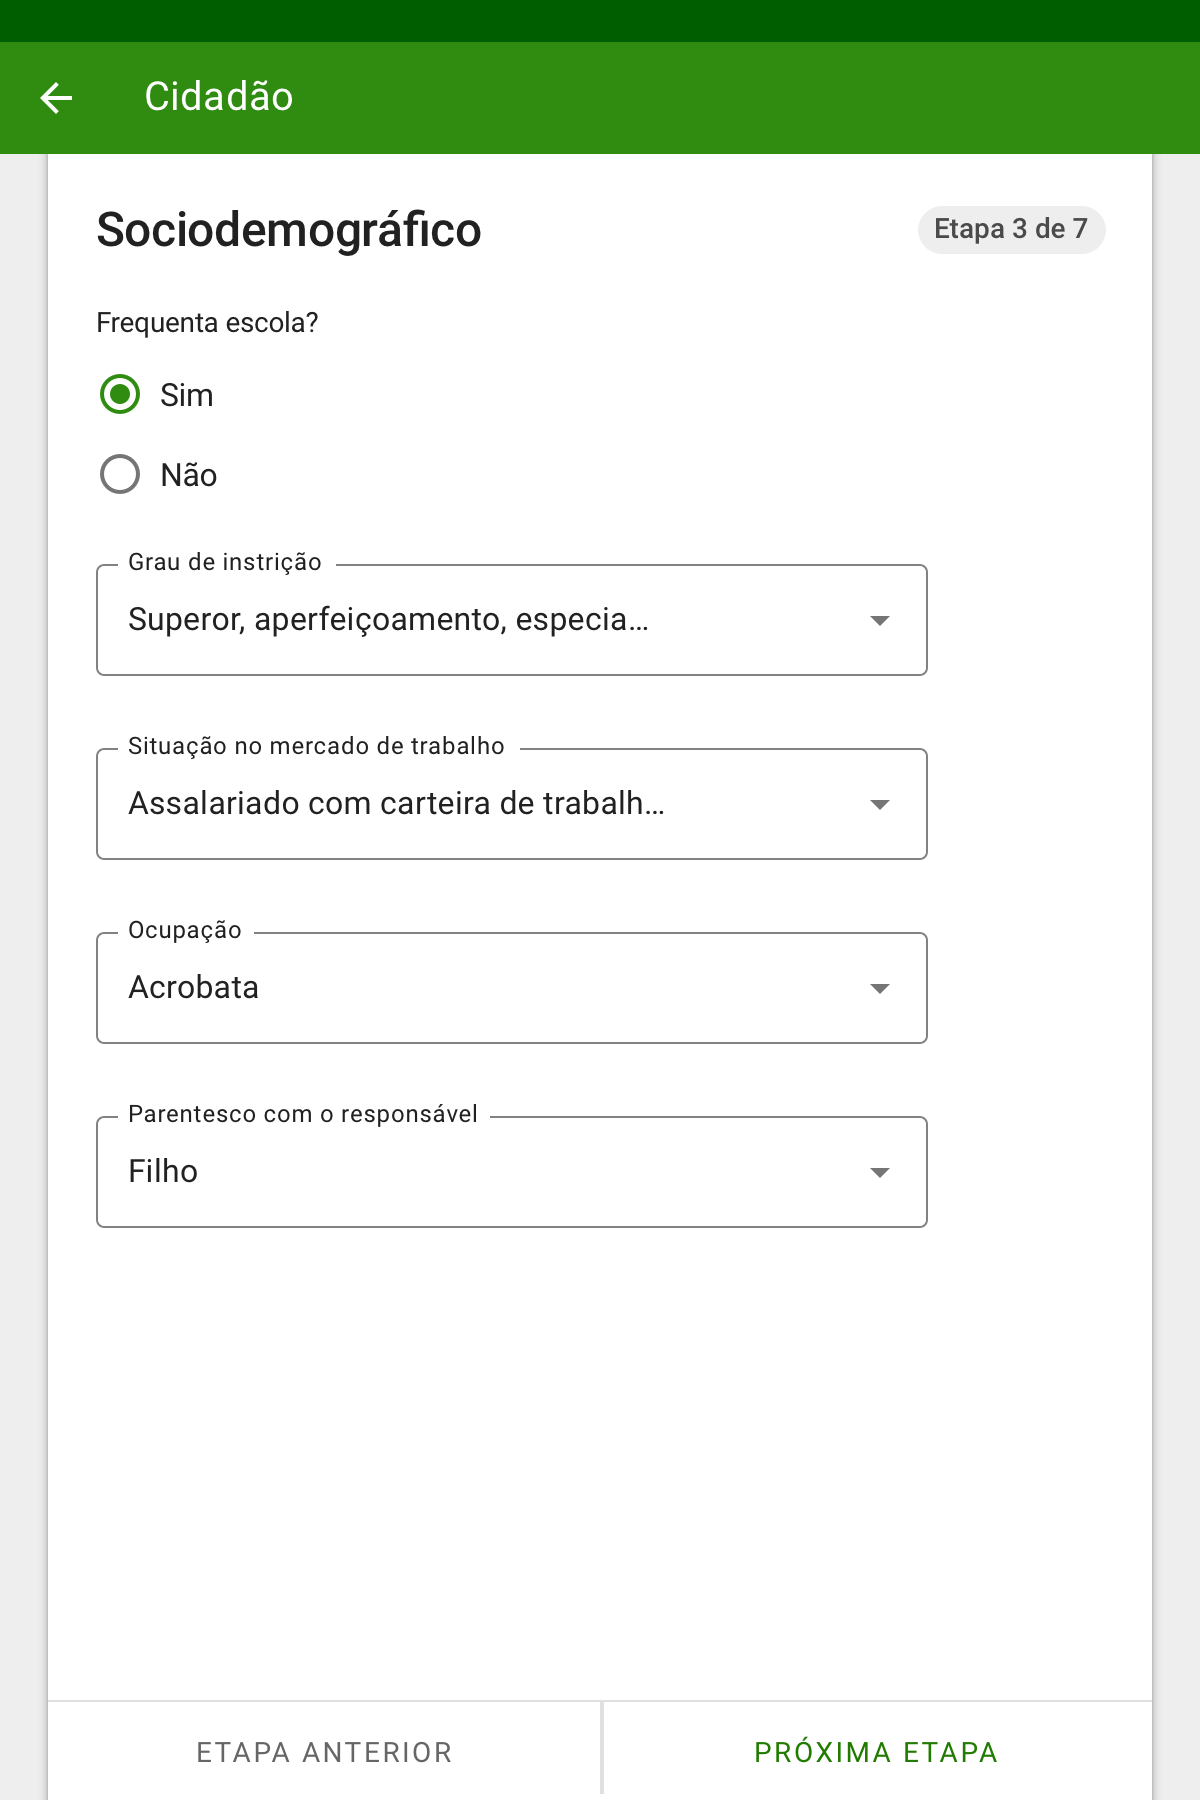 Cidadão
Sociodemográfico
Etapa 3 de 7
Frequenta escola?
Sim
Não
Grau de instrição
Superor, aperfeiçoamento, especia...
Situação no mercado de trabalho
Assalariado com carteira de trabalh...
Ocupação
Acrobata
Parentesco com o responsável
Filho
ETAPA ANTERIOR
PRÓXIMA ETAPA